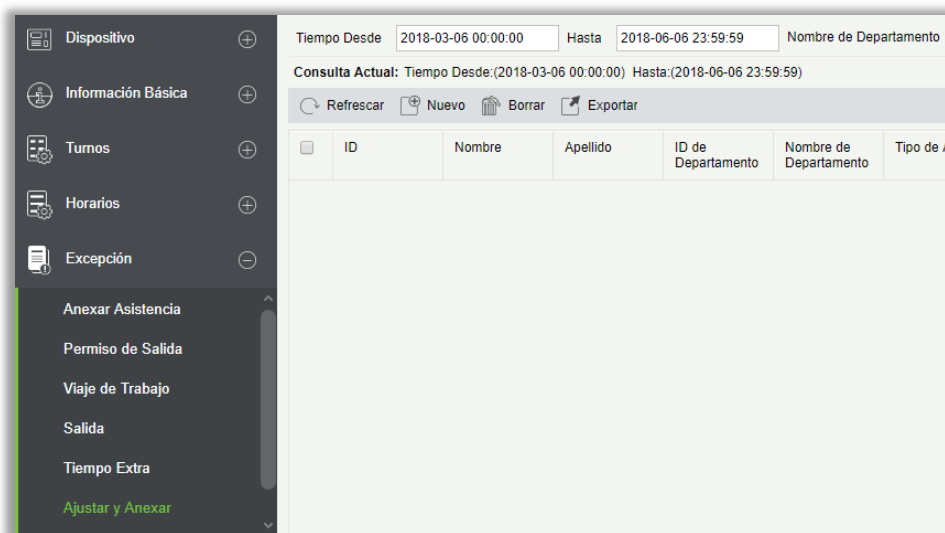 Dispositivo
Información Básica
Turnos
Horarios
Excepción
Anexar Asistencia
Permiso de Salida
Viaje de Trabajo
Salida
Tiempo Extra
Ajustar y Anexar
Tiempo Desde 2018-03-06 00:00:00 Hasta 2018-06-06 23:59:59 Nombre de Departamento
Consulta Actual: Tiempo Desde:(2018-03-06 00:00:00) Hasta:(2018-06-06 23:59:59)
Refrescar Nuevo Borrar Exportar
ID Nombre Apellido ID de Departamento Nombre de Departamento Tipo de